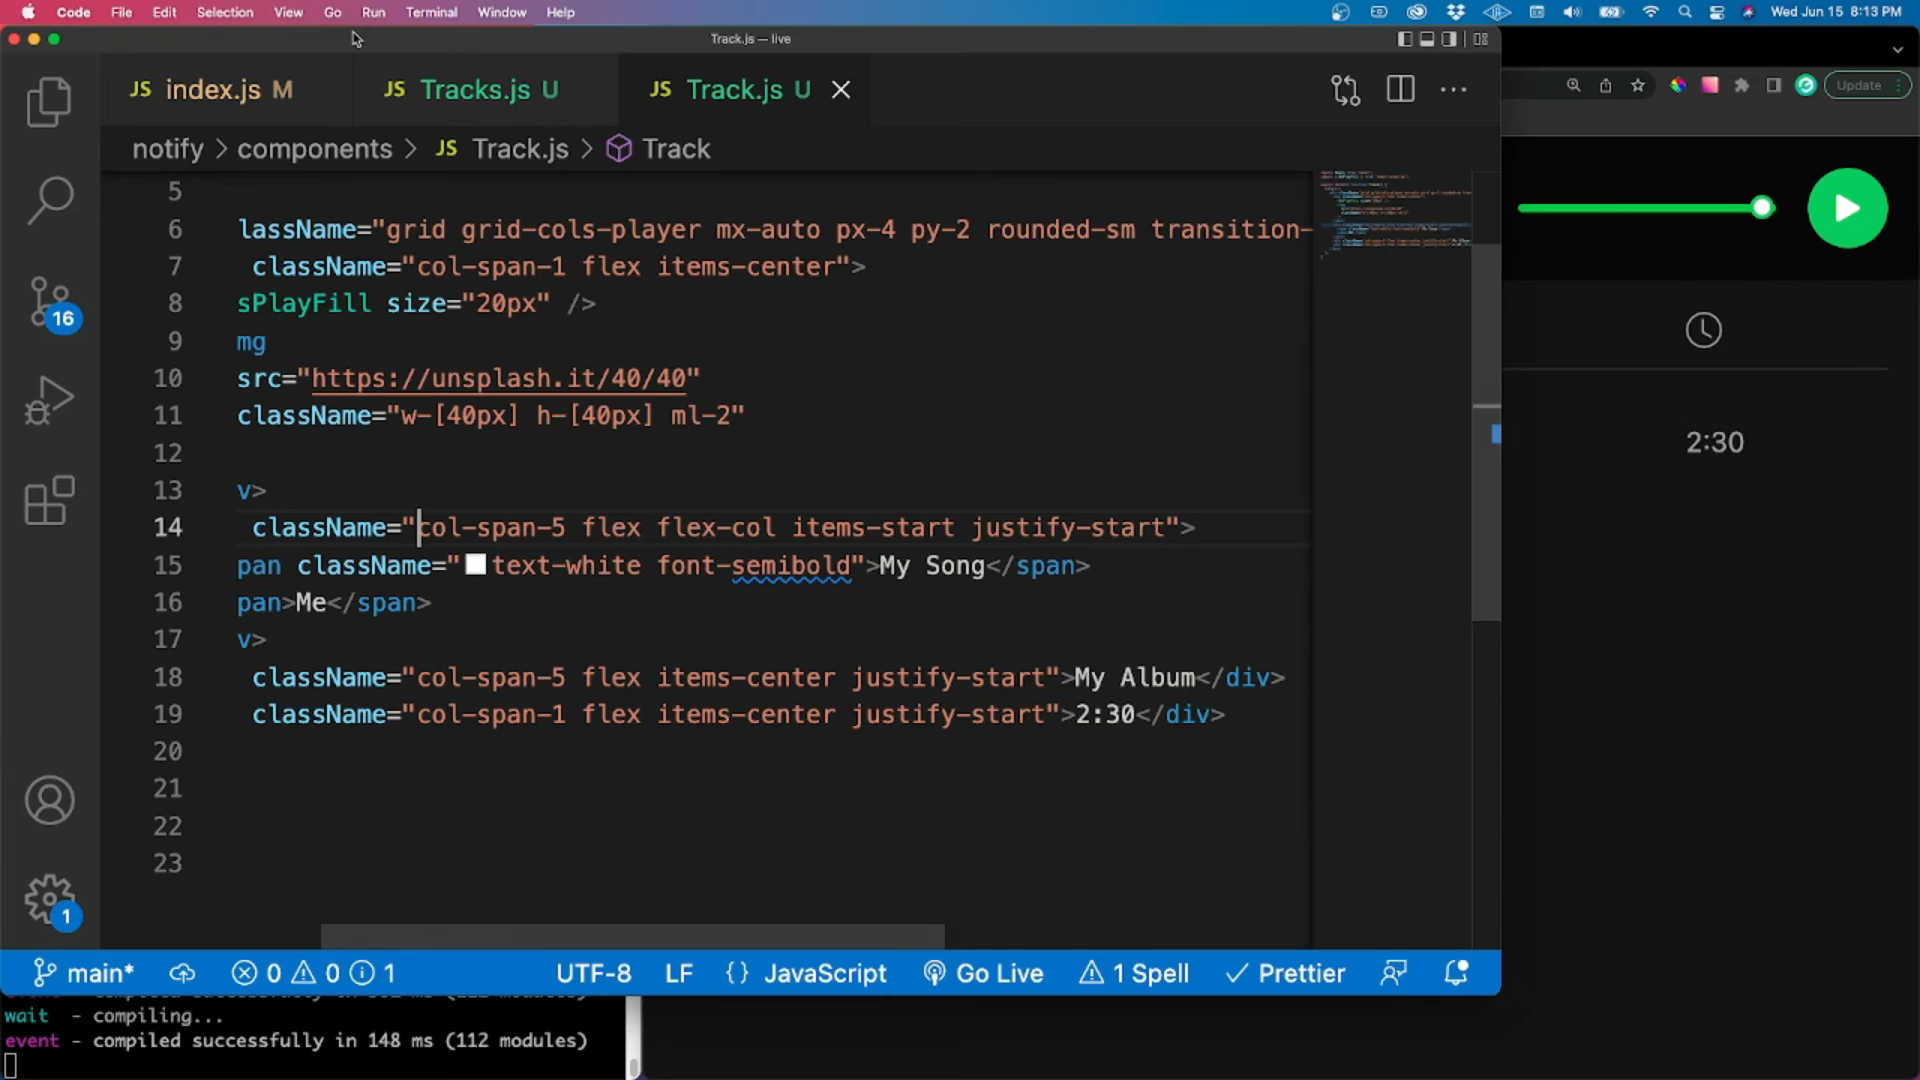 Code File Edit Selection View Go Run Terminal Window Help Wed Jun 15 8:13 PM
Track.js — live
Update
JS index.js M JS Tracks.js U JS Track.js U
notify > components > JS Track.js > Track
5
6 lassName="grid grid-cols-player mx-auto px-4 py-2 rounded-sm transition-
7 className="col-span-1 flex items-center">
8 sPlayFill size="20px" />
9 mg
10 src="https://unsplash.it/40/40"
11 className="w-[40px] h-[40px] ml-2"
12
13 v>
14 className="col-span-5 flex flex-col items-start justify-start">
15 pan className="text-white font-semibold">My Song</span>
16 pan>Me</span>
17 v>
18 className="col-span-5 flex items-center justify-start">My Album</div>
19 className="col-span-1 flex items-center justify-start">2:30</div>
20
21
22
23
16
1
2:30
main* 0 0 1 UTF-8 LF {} JavaScript Go Live 1 Spell Prettier
wait - compiling...
event - compiled successfully in 148 ms (112 modules)